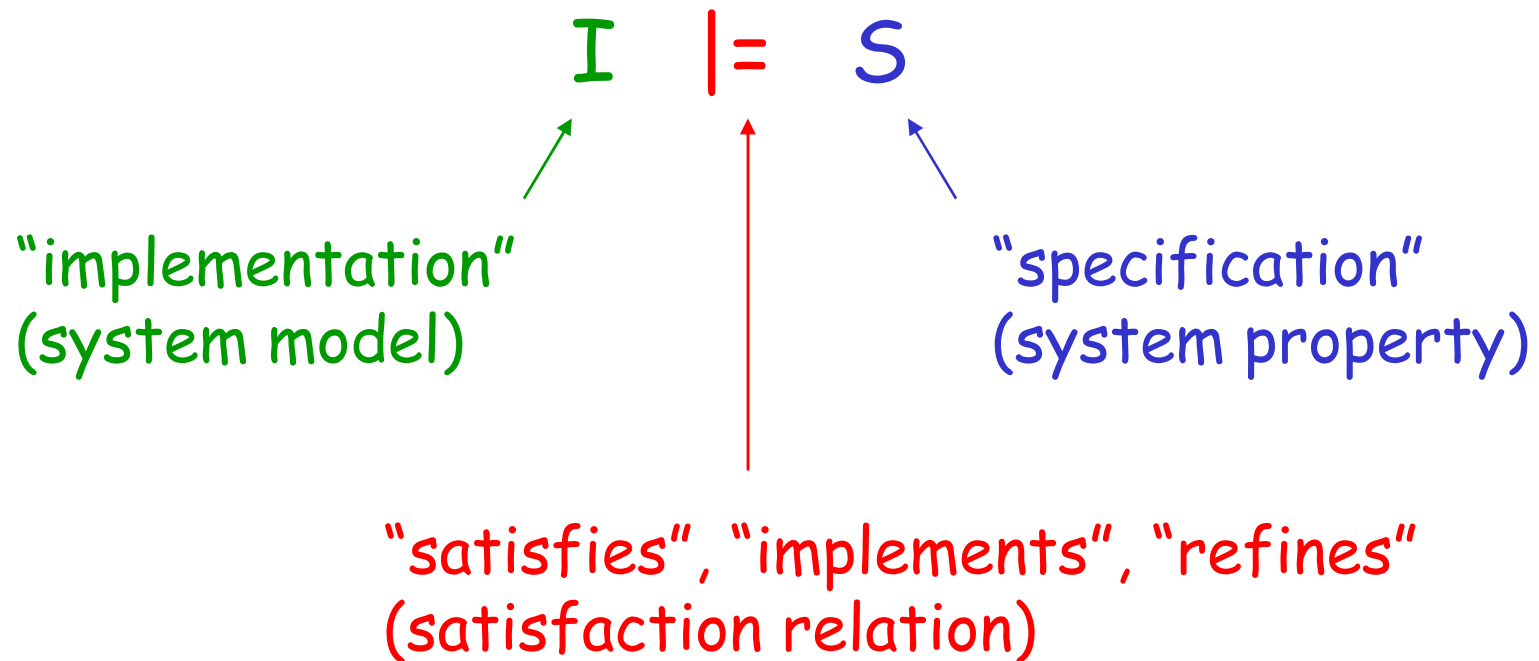 I |= S
“implementation”
(system model)
“specification”
(system property)
“satisfies”, “implements”, “refines”
(satisfaction relation)